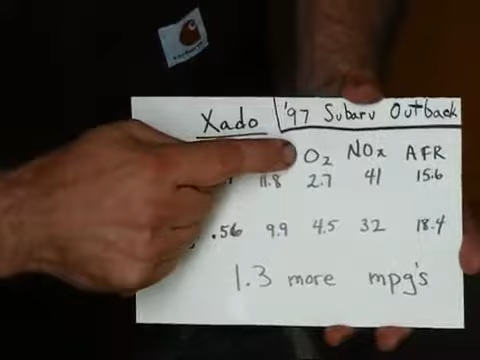 Xado '97 Subaru Outback
O₂ NOx AFR
11.8 2.7 41 15.6
.56 9.9 4.5 32 18.4
1.3 more mpg's